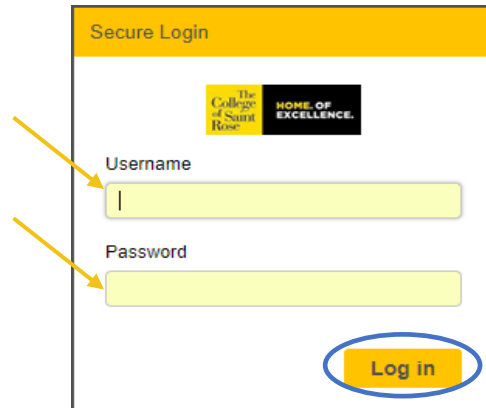 Secure Login
The
College
of Saint
Rose
HOME. OF
EXCELLENCE.
Username
Password
Log in